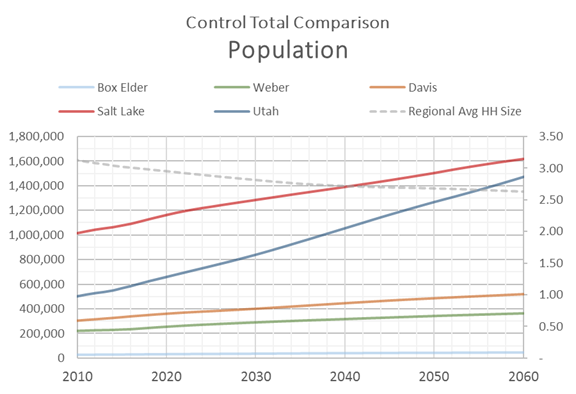 Control Total Comparison
Population
Box Elder Weber Davis
Salt Lake Utah Regional Avg HH Size
1,800,000 3.50
1,600,000 3.00
1,400,000 2.50
1,200,000
1,000,000 2.00
800,000 1.50
600,000
400,000 1.00
200,000 0.50
0 -
2010 2020 2030 2040 2050 2060